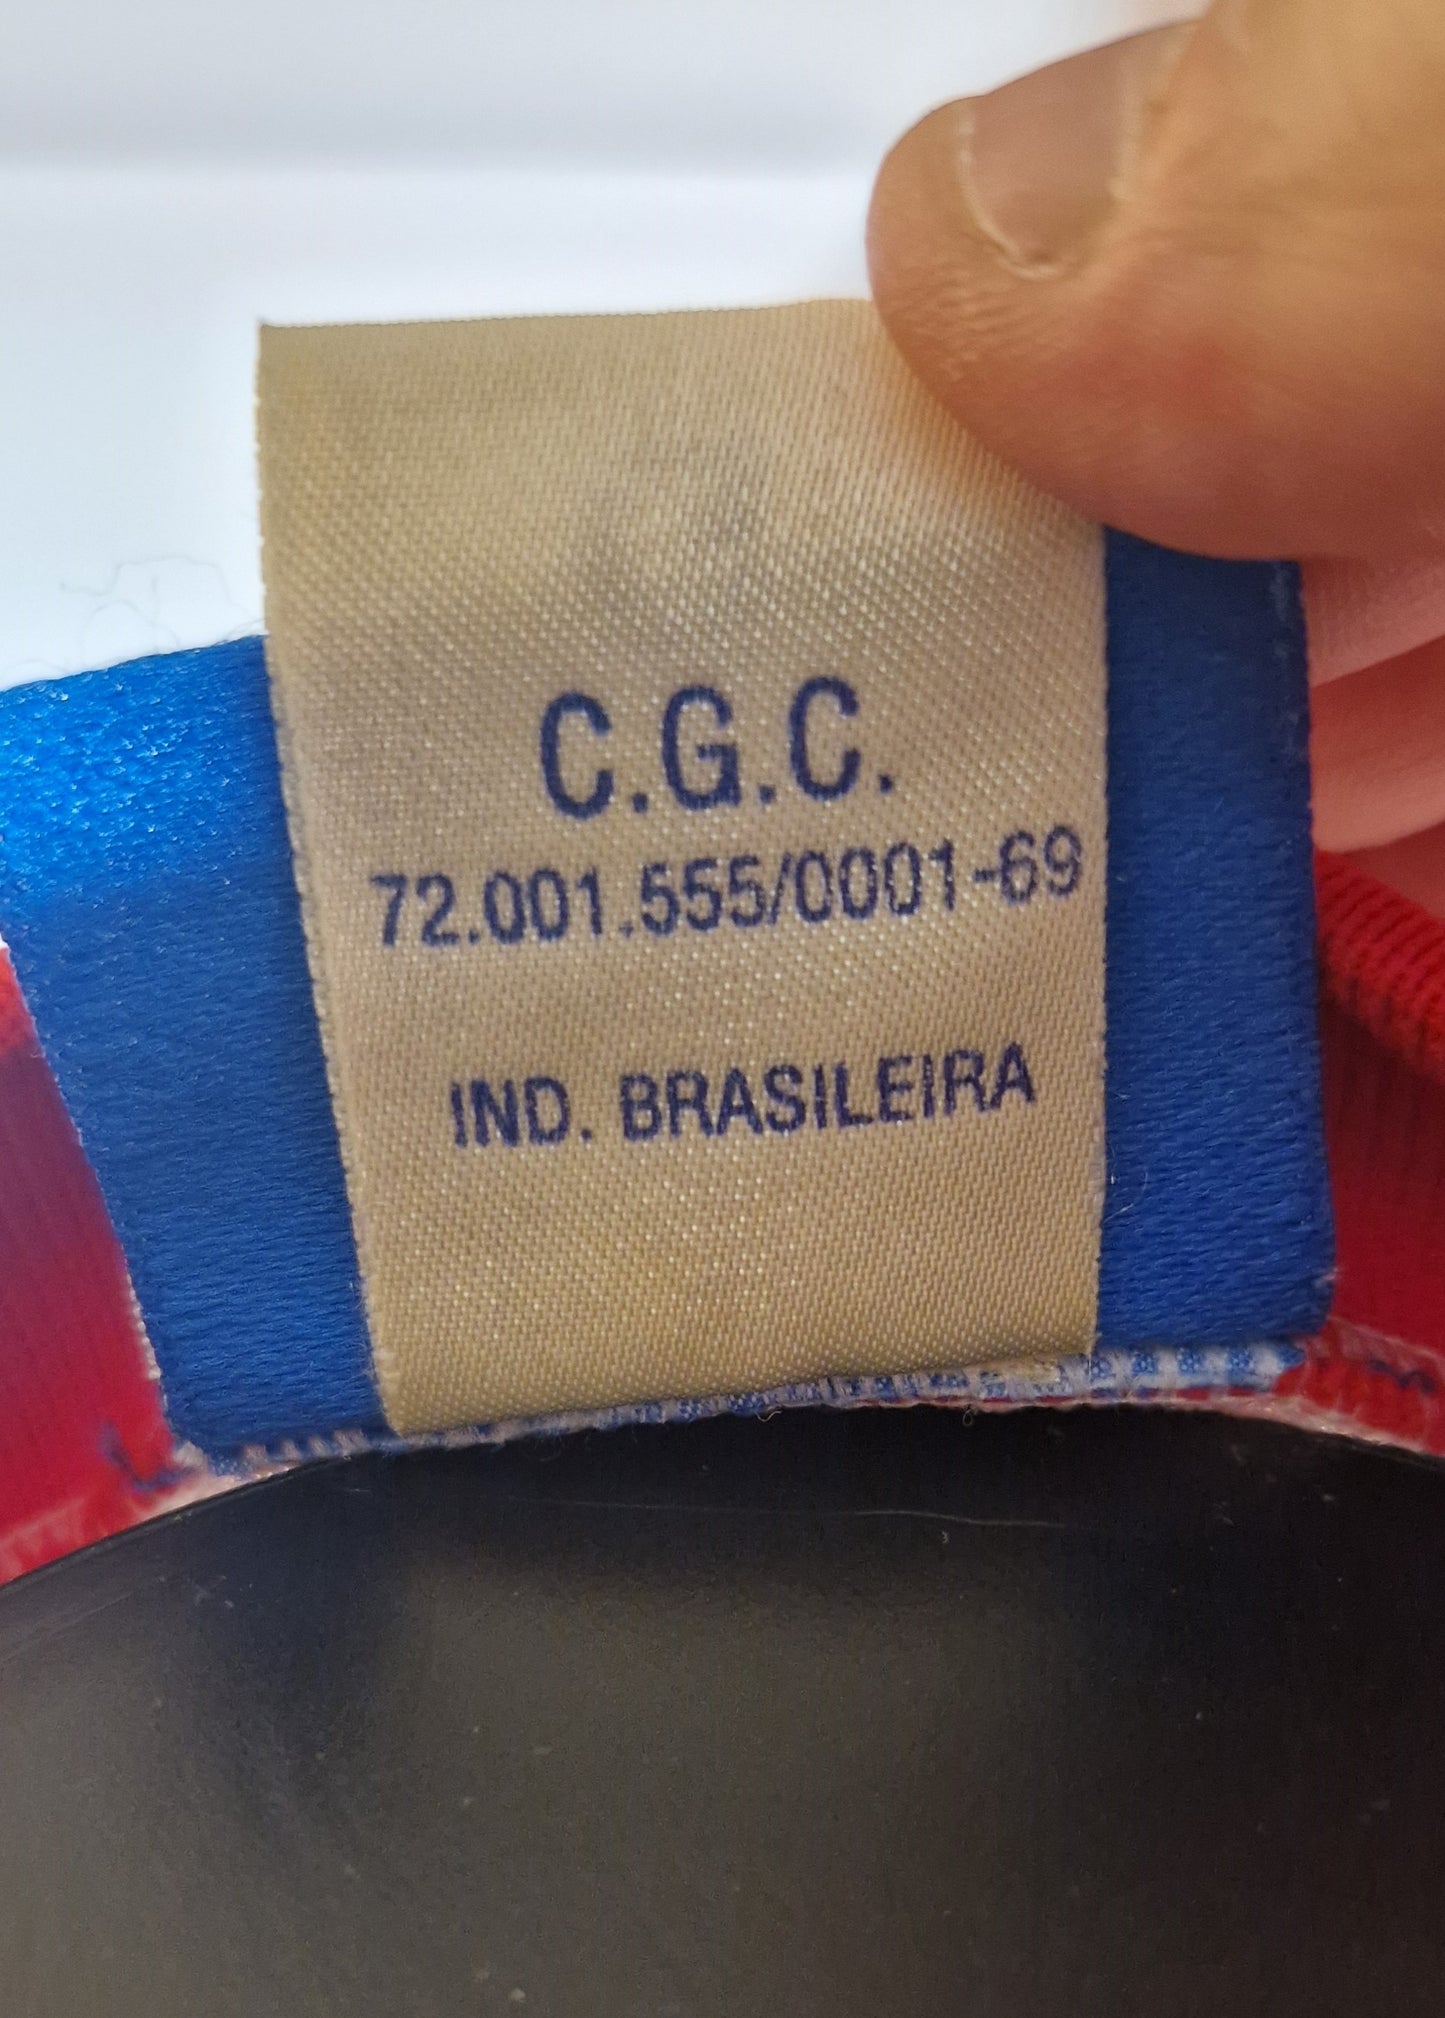 C.G.C.
72.001.555/0001-69
IND. BRASILEIRA